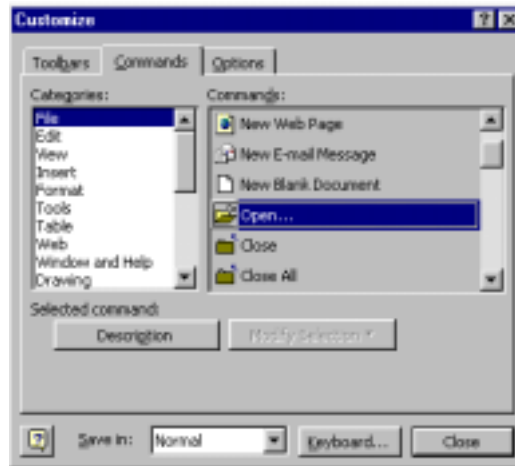 Customize
Toolbars Commands Options
Categories: Commands:
File
Edit
View
Insert
Format
Tools
Table
Web
Window and Help
Drawing
New Web Page
New E-mail Message
New Blank Document
Open...
Close
Close All
Selected command:
Description Modify Selection
Save in: Normal Keyboard... Close